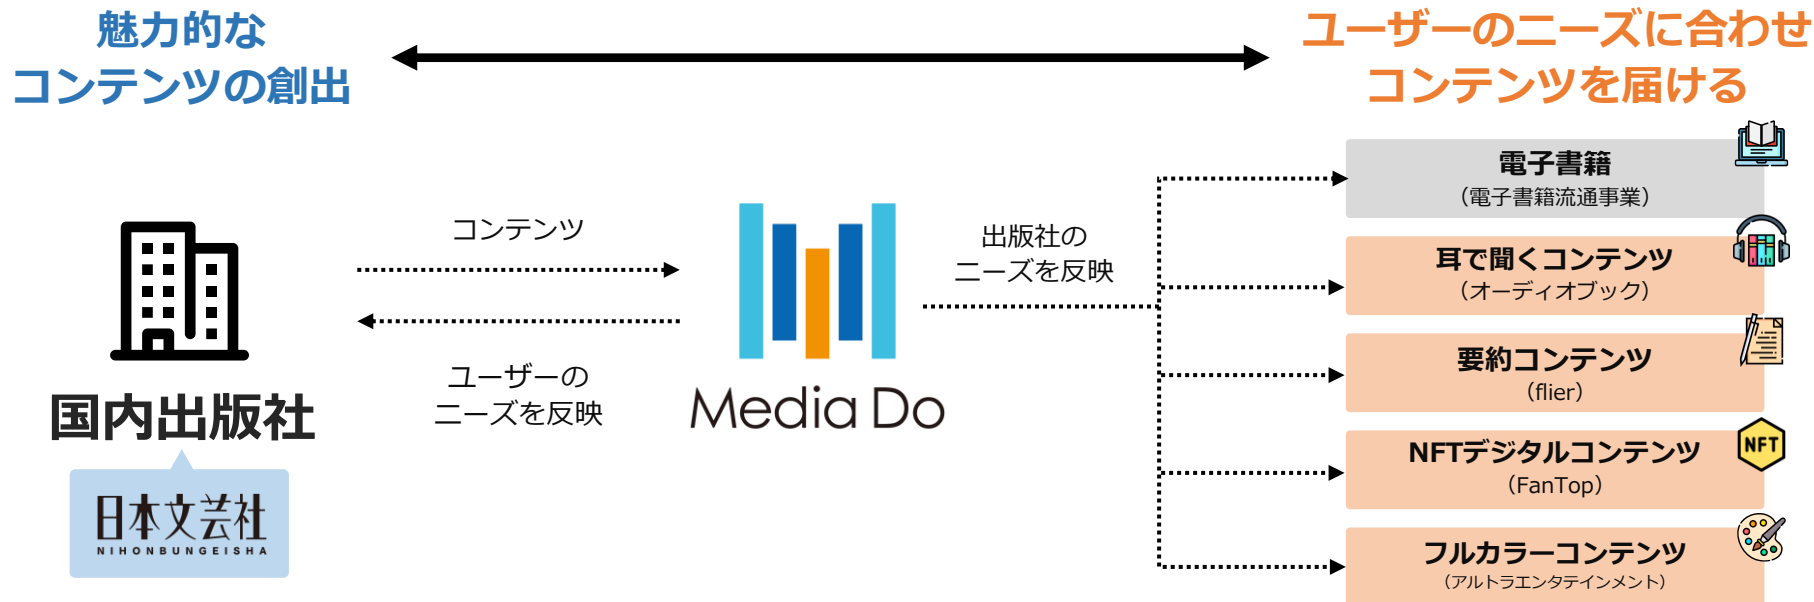 魅力的な
コンテンツの創出
ユーザーのニーズに合わせ
コンテンツを届ける
コンテンツ
ユーザーの
ニーズを反映
国内出版社
日本文芸社
NIHONBUNGEISHA
Media Do
出版社の
ニーズを反映
電子書籍
（電子書籍流通事業）
耳で聞くコンテンツ
（オーディオブック）
要約コンテンツ
（flier）
NFTデジタルコンテンツ
（FanTop）
NFT
フルカラーコンテンツ
（アルトラエンタテインメント）